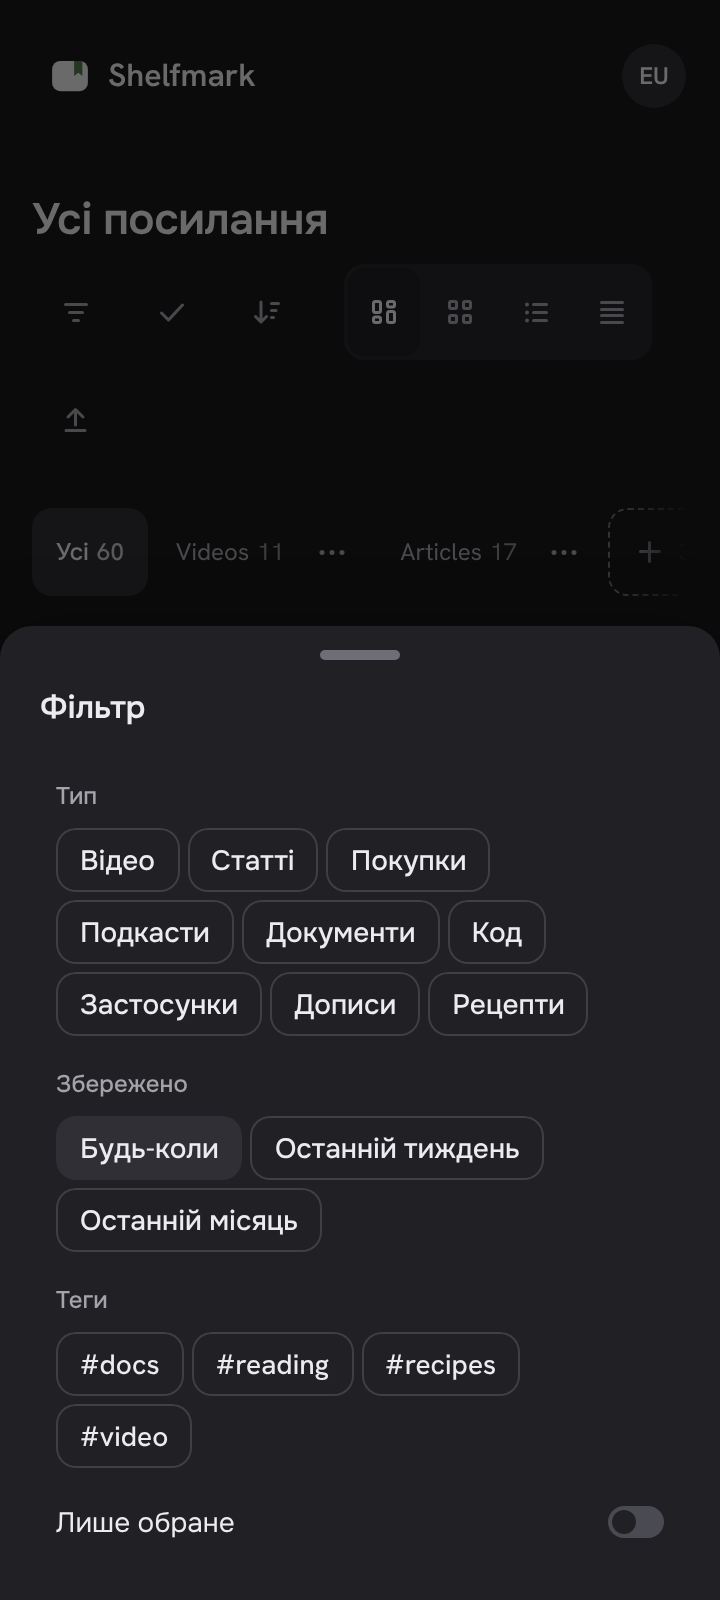 Shelfmark
EU
Усі посилання
Усі 60 Videos 11 Articles 17
Фільтр
Тип
Відео Статті Покупки
Подкасти Документи Код
Застосунки Дописи Рецепти
Збережено
Будь-коли Останній тиждень
Останній місяць
Теги
#docs #reading #recipes
#video
Лише обране